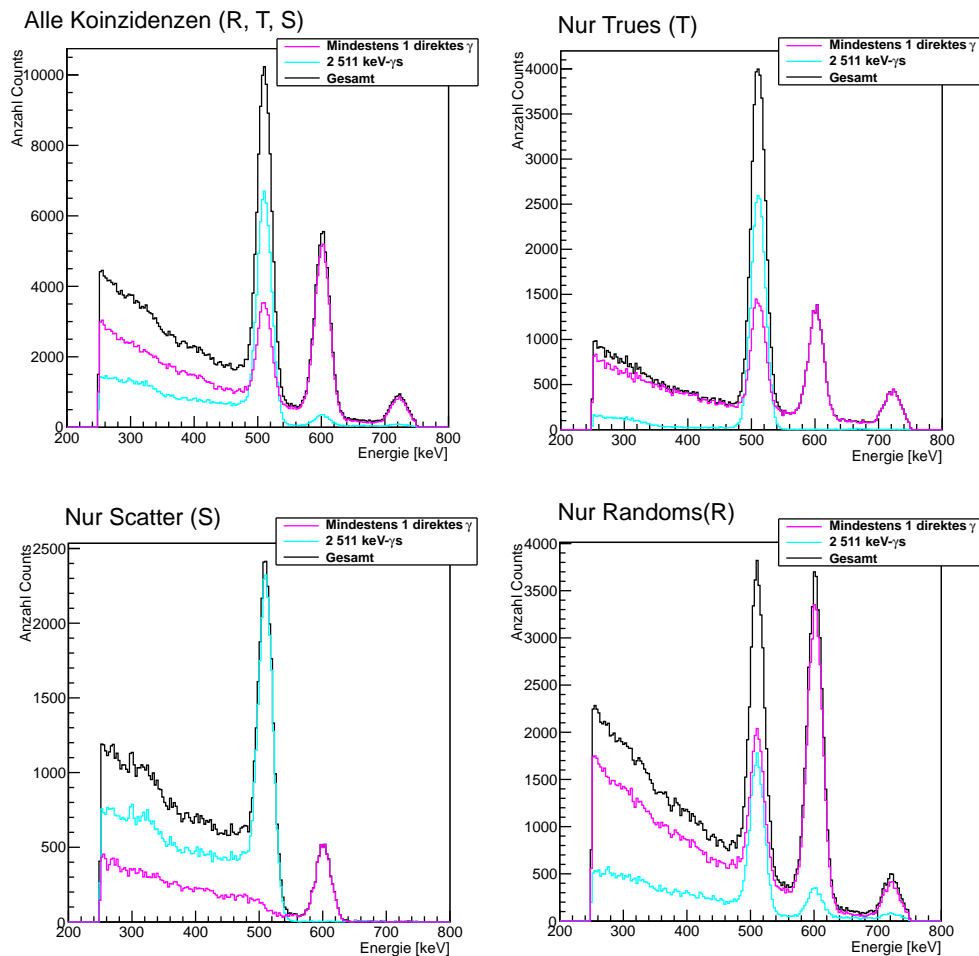 Alle Koinzidenzen (R, T, S)
Mindestens 1 direktes γ
2 511 keV-γs
Gesamt
Anzahl Counts
10000
8000
6000
4000
2000
0
200 300 400 500 600 700 800
Energie [keV]
Nur Trues (T)
Mindestens 1 direktes γ
2 511 keV-γs
Gesamt
Anzahl Counts
4000
3500
3000
2500
2000
1500
1000
500
0
200 300 400 500 600 700 800
Energie [keV]
Nur Scatter (S)
Mindestens 1 direktes γ
2 511 keV-γs
Gesamt
Anzahl Counts
2500
2000
1500
1000
500
0
200 300 400 500 600 700 800
Energie [keV]
Nur Randoms(R)
Mindestens 1 direktes γ
2 511 keV-γs
Gesamt
Anzahl Counts
4000
3500
3000
2500
2000
1500
1000
500
0
200 300 400 500 600 700 800
Energie [keV]